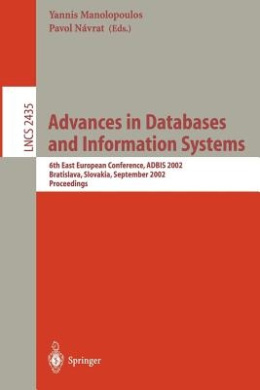 Yannis Manolopoulos
Pavol Návrat (Eds.)
LNCS 2435
Advances in Databases
and Information Systems
6th East European Conference, ADBIS 2002
Bratislava, Slovakia, September 2002
Proceedings
Springer